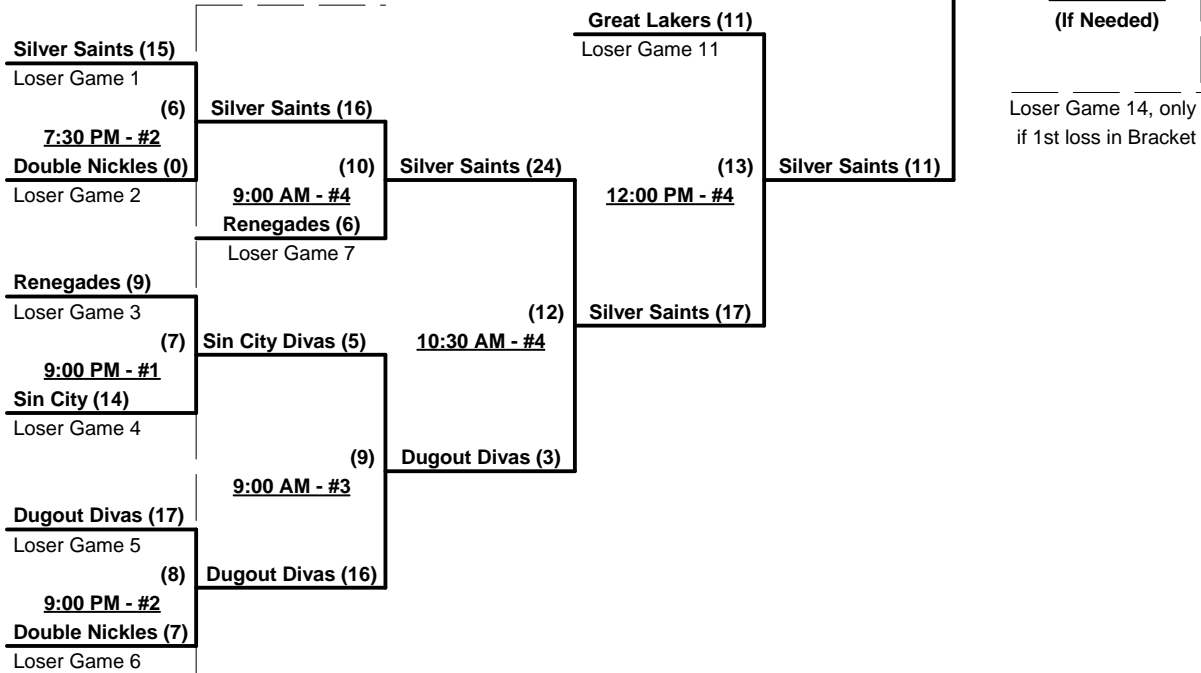 Great Lakers (11)
(If Needed)
Silver Saints (15)
Loser Game 11
Loser Game 1
(6)
Silver Saints (16)
Loser Game 14, only
7:30 PM - #2
if 1st loss in Bracket
Double Nickles (0)
(10)
Silver Saints (24)
(13)
Silver Saints (11)
Loser Game 2
9:00 AM - #4
12:00 PM - #4
Renegades (6)
Loser Game 7
Renegades (9)
Loser Game 3
(12)
Silver Saints (17)
(7)
Sin City Divas (5)
10:30 AM - #4
9:00 PM - #1
Sin City (14)
Loser Game 4
(9)
Dugout Divas (3)
9:00 AM - #3
Dugout Divas (17)
Loser Game 5
(8)
Dugout Divas (16)
9:00 PM - #2
Double Nickles (7)
Loser Game 6